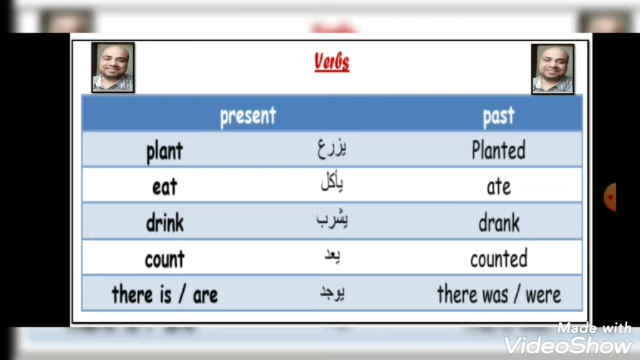 Verbs
present past
plant يزرع Planted
eat يأكل ate
drink يشرب drank
count يعد counted
there is / are يوجد there was / were
Made with
VideoShow